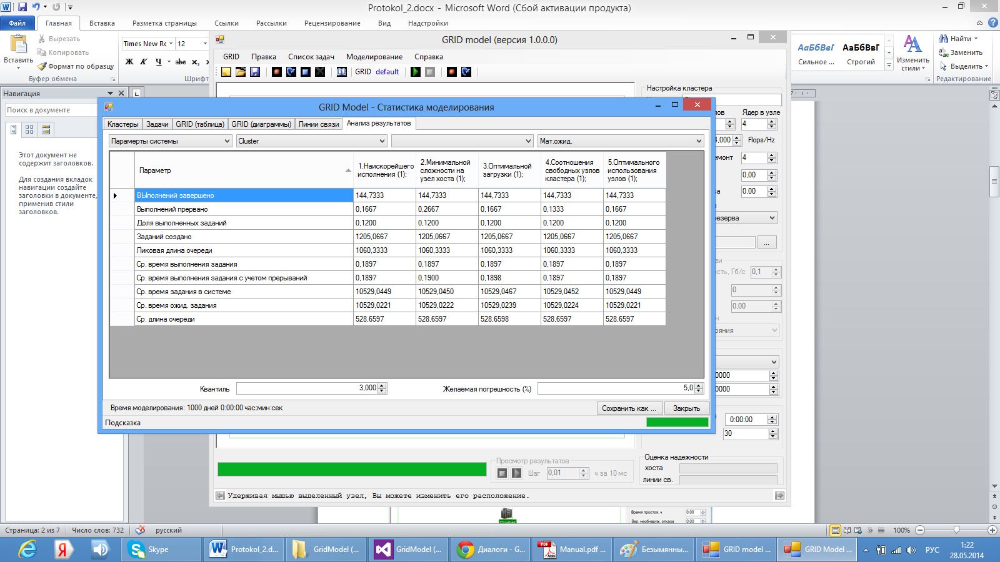 Protokol_2.docx - Microsoft Word (Сбой активации продукта)
Файл Главная Вставка Разметка страницы Ссылки Рассылки Рецензирование Вид Надстройки
Вставить
Вырезать
Копировать
Формат по образцу
Буфер обмена
Times New Rc 12
Ж К Ч abc x₂
Шрифт
АаБбВвГ АаБбВвГ
Сильное ... Строгий
Изменить стили
Найти
Заменить
Выделить
Редактирование
Навигация
Поиск в документе
Этот документ не
содержит заголовков.
Для создания вкладок
навигации создайте
заголовки в документе,
применив стили
заголовков.
GRID model (версия 1.0.0.0)
GRID Правка Список задач Моделирование Справка
GRID default
Настройка кластера
Ядер в узле
4
,000 Flops/Hz
емонт 4
0,00
0,00
резерва
...
ость, Гб/с 0,1
0
0,00
яния
0000
0000
0:00:00
30
Оценка надежности
хоста
линии св.
GRID Model - Статистика моделирования
Кластеры Задачи GRID (таблица) GRID (диаграммы) Линии связи Анализ результатов
Парамерты системы Cluster Мат.ожид.
Параметр 1.Наискорейшего исполнения (1); 2.Минимальной сложности на узел хоста (1); 3.Оптимальной загрузки (1); 4.Соотношения свободных узлов кластера (1); 5.Оптимального использования узлов (1);
ВЫполнений завершено 144,7333 144,7333 144,7333 144,7333 144,7333
Выполнений прервано 0,1667 0,2667 0,1667 0,1333 0,1667
Доля выполненных заданий 0,1200 0,1200 0,1200 0,1200 0,1200
Заданий создано 1205,0667 1205,0667 1205,0667 1205,0667 1205,0667
Пиковая длина очереди 1060,3333 1060,3333 1060,3333 1060,3333 1060,3333
Ср. время выполнения задания 0,1897 0,1897 0,1897 0,1897 0,1897
Ср. время выполнения задания с учетом прерываний 0,1897 0,1900 0,1898 0,1897 0,1897
Ср. время задания в системе 10529,0449 10529,0450 10529,0467 10529,0452 10529,0449
Ср. время ожид. задания 10529,0221 10529,0222 10529,0239 10529,0224 10529,0221
Ср. длина очереди 528,6597 528,6597 528,6598 528,6597 528,6597
Квантиль 3,000 Желаемая погрешность (%) 5,0
Время моделирования: 1000 дней 0:00:00 час:мин:сек
Сохранить как ... Закрыть
Подсказка
Просмотр результатов
Шаг 0,01 ч за 10 мс
Удерживая мышью выделенный узел, Вы можете изменить его расположение.
Cluster
Время простоя, ч 0.00
Вер. необнаруж. отказа 0.00
Страница: 2 из 7 Число слов: 732 русский 100%
Skype Protokol_2.d... GridModel (... GridModel (... Диалоги - G... Manual.pdf ... Безымянны... GRID model ... GRID Model ... РУС
1:22
28.05.2014